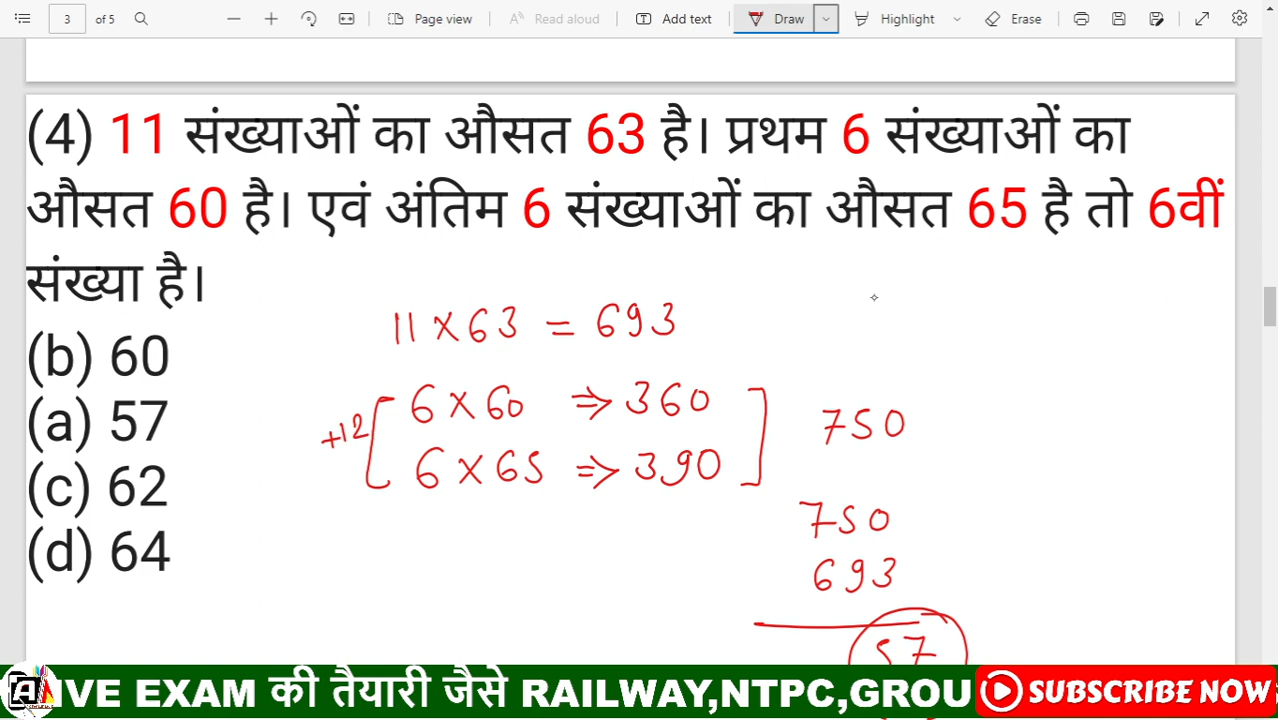 3 of 5
Page view
Read aloud
Add text
Draw
Highlight
Erase
(4) 11 संख्याओं का औसत 63 है। प्रथम 6 संख्याओं का
औसत 60 है। एवं अंतिम 6 संख्याओं का औसत 65 है तो 6वीं
संख्या है।
11 × 63 = 693
(b) 60
+12 [ 6 × 60 ⇒ 360 ]
750
(a) 57
6 × 65 ⇒ 390
(c) 62
750
(d) 64
693
57
IVE EXAM की तैयारी जैसे RAILWAY,NTPC,GROU
SUBSCRIBE NOW